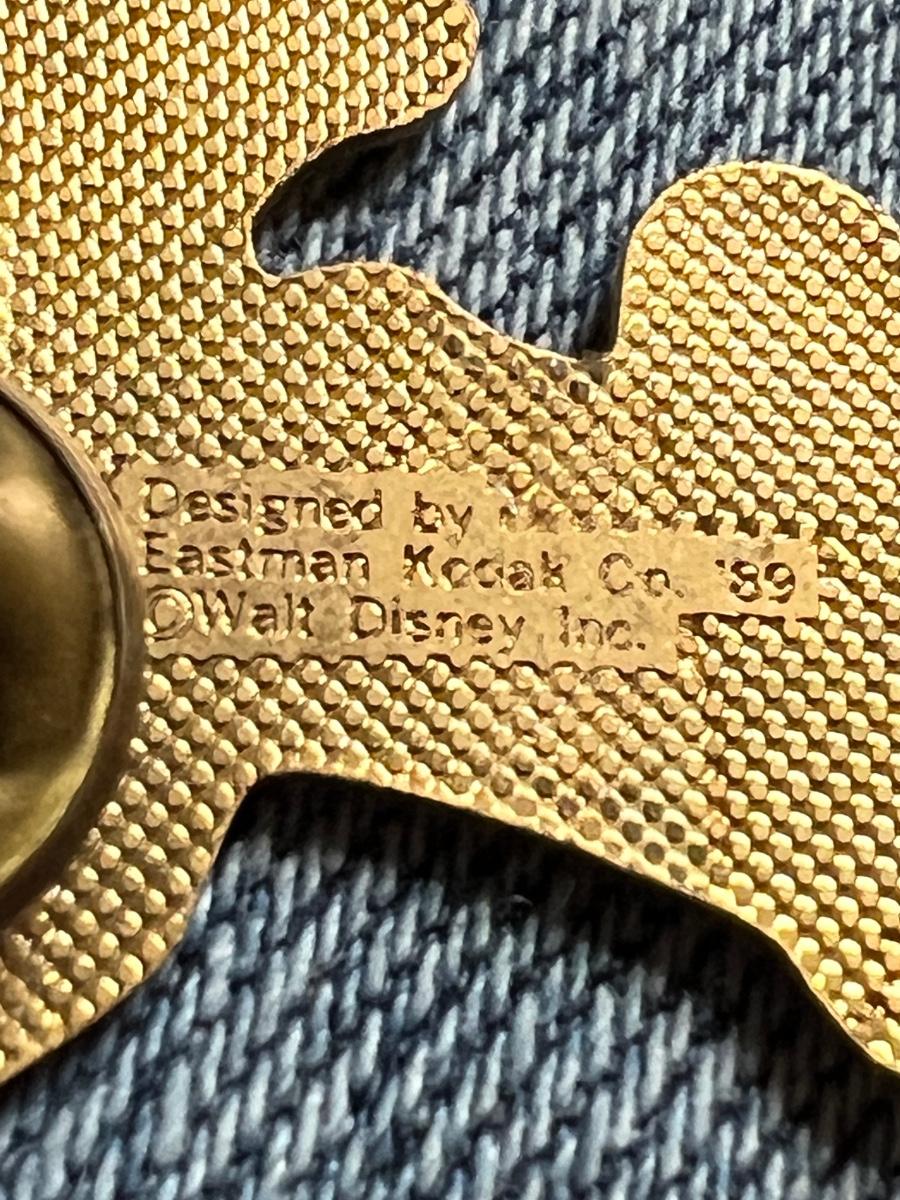 Designed by
Eastman Kodak Co. '89
©Walt Disney Inc.